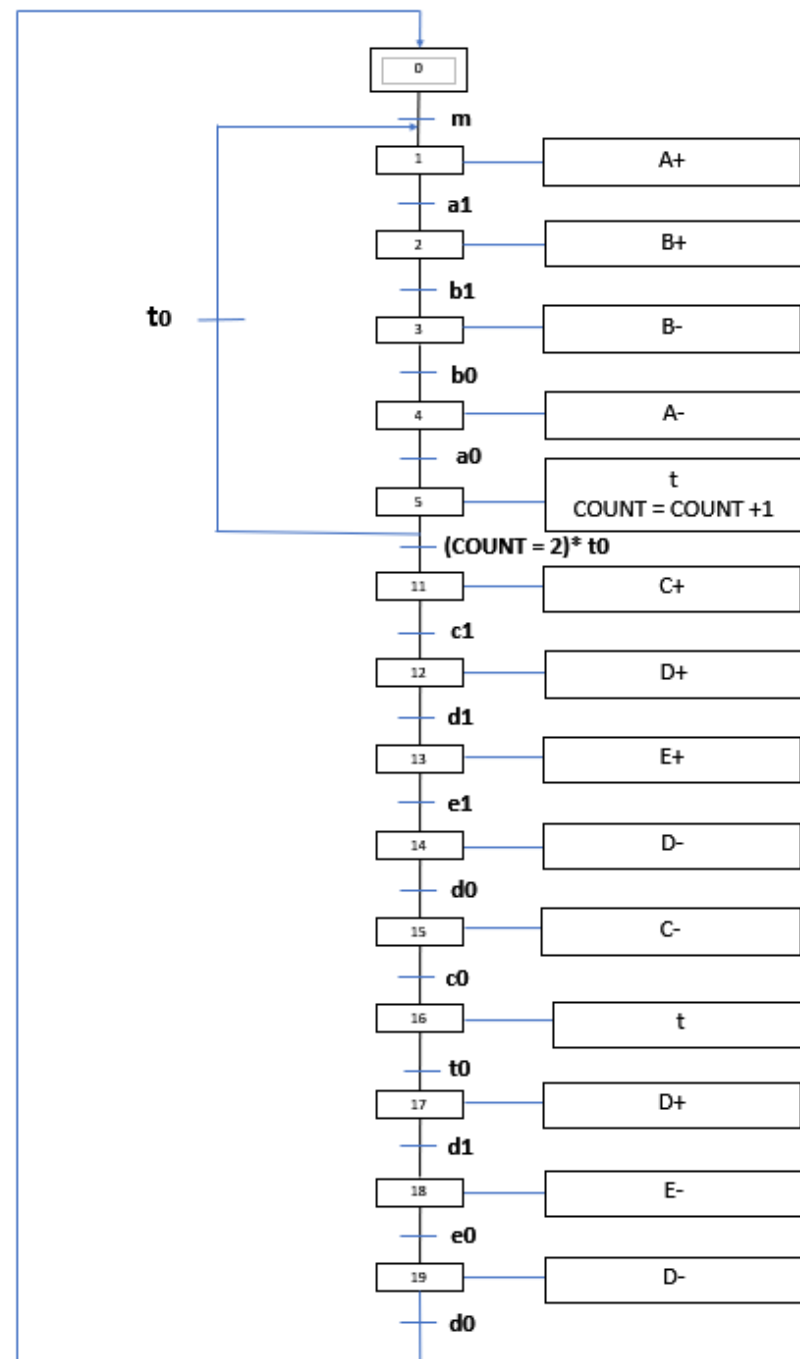 0
m
1
A+
a1
2
B+
b1
t0
3
B-
b0
4
A-
a0
5
t
COUNT = COUNT +1
(COUNT = 2)* t0
11
C+
c1
12
D+
d1
13
E+
e1
14
D-
d0
15
C-
c0
16
t
t0
17
D+
d1
18
E-
e0
19
D-
d0